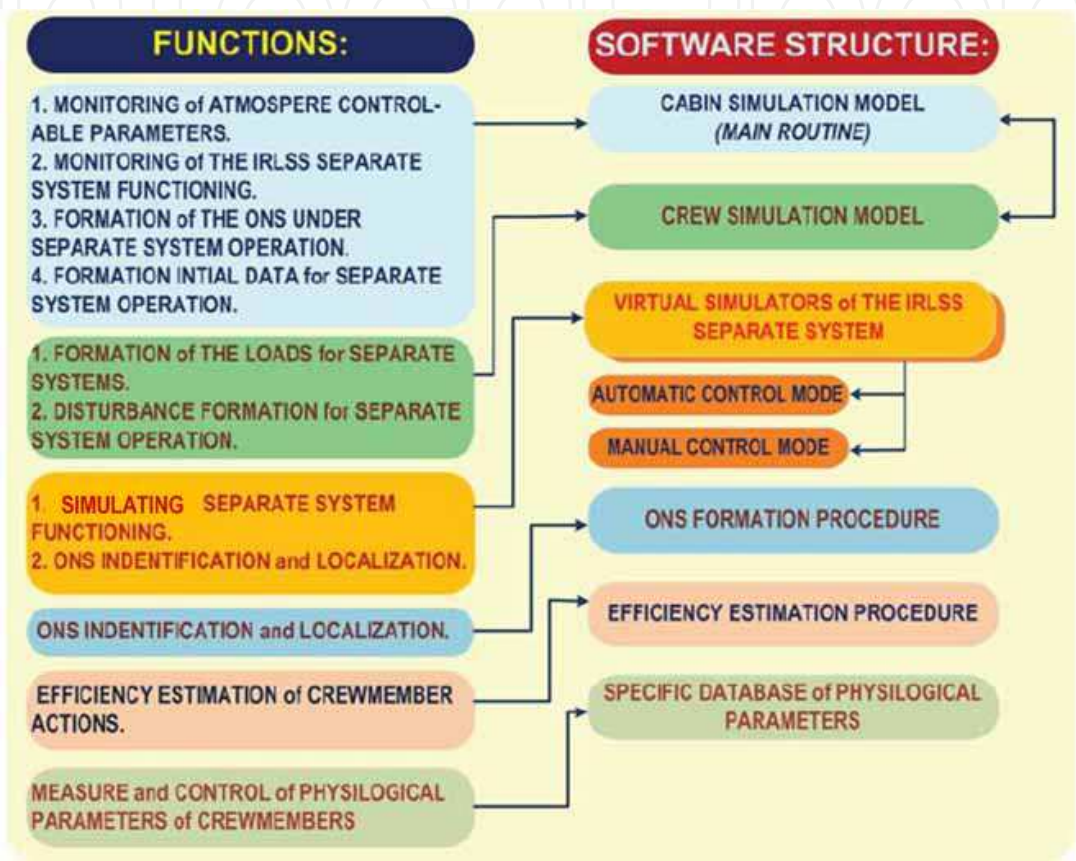 FUNCTIONS:
1. MONITORING of ATMOSPERE CONTROL-
ABLE PARAMETERS.
2. MONITORING of THE IRLSS SEPARATE
SYSTEM FUNCTIONING.
3. FORMATION of THE ONS UNDER
SEPARATE SYSTEM OPERATION.
4. FORMATION INTIAL DATA for SEPARATE
SYSTEM OPERATION.
1. FORMATION of THE LOADS for SEPARATE
SYSTEMS.
2. DISTURBANCE FORMATION for SEPARATE
SYSTEM OPERATION.
1. SIMULATING SEPARATE SYSTEM
FUNCTIONING.
2. ONS INDENTIFICATION and LOCALIZATION.
ONS INDENTIFICATION and LOCALIZATION.
EFFICIENCY ESTIMATION of CREWMEMBER
ACTIONS.
MEASURE and CONTROL of PHYSILOGICAL
PARAMETERS of CREWMEMBERS
SOFTWARE STRUCTURE:
CABIN SIMULATION MODEL
(MAIN ROUTINE)
CREW SIMULATION MODEL
VIRTUAL SIMULATORS of THE IRLSS
SEPARATE SYSTEM
AUTOMATIC CONTROL MODE
MANUAL CONTROL MODE
ONS FORMATION PROCEDURE
EFFICIENCY ESTIMATION PROCEDURE
SPECIFIC DATABASE of PHYSILOGICAL
PARAMETERS